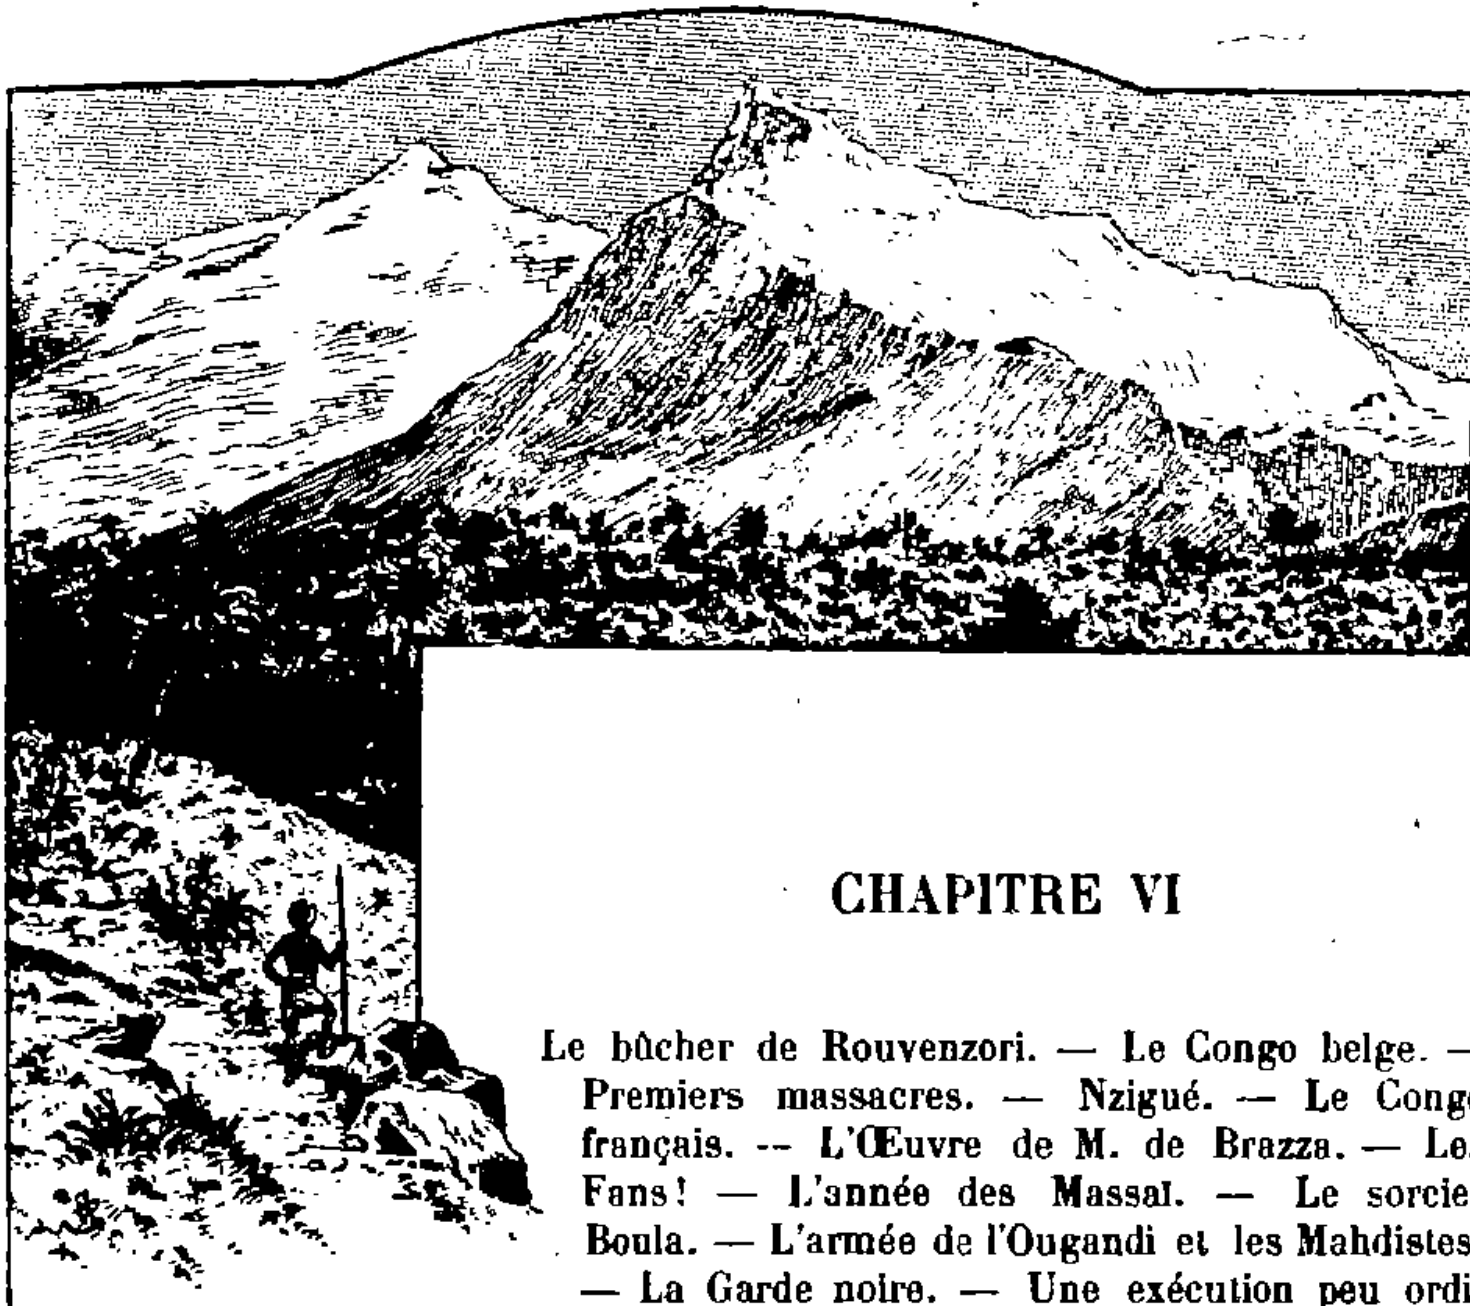 CHAPITRE VI
Le bûcher de Rouvenzori. — Le Congo belge. —
Premiers massacres. — Nzigué. — Le Congo
français. -- L'Œuvre de M. de Brazza. — Le
Fans! — L'année des Massaï. — Le sorcie
Boula. — L'armée de l'Ougandi et les Mahdistes
— La Garde noire. — Une exécution peu ordi